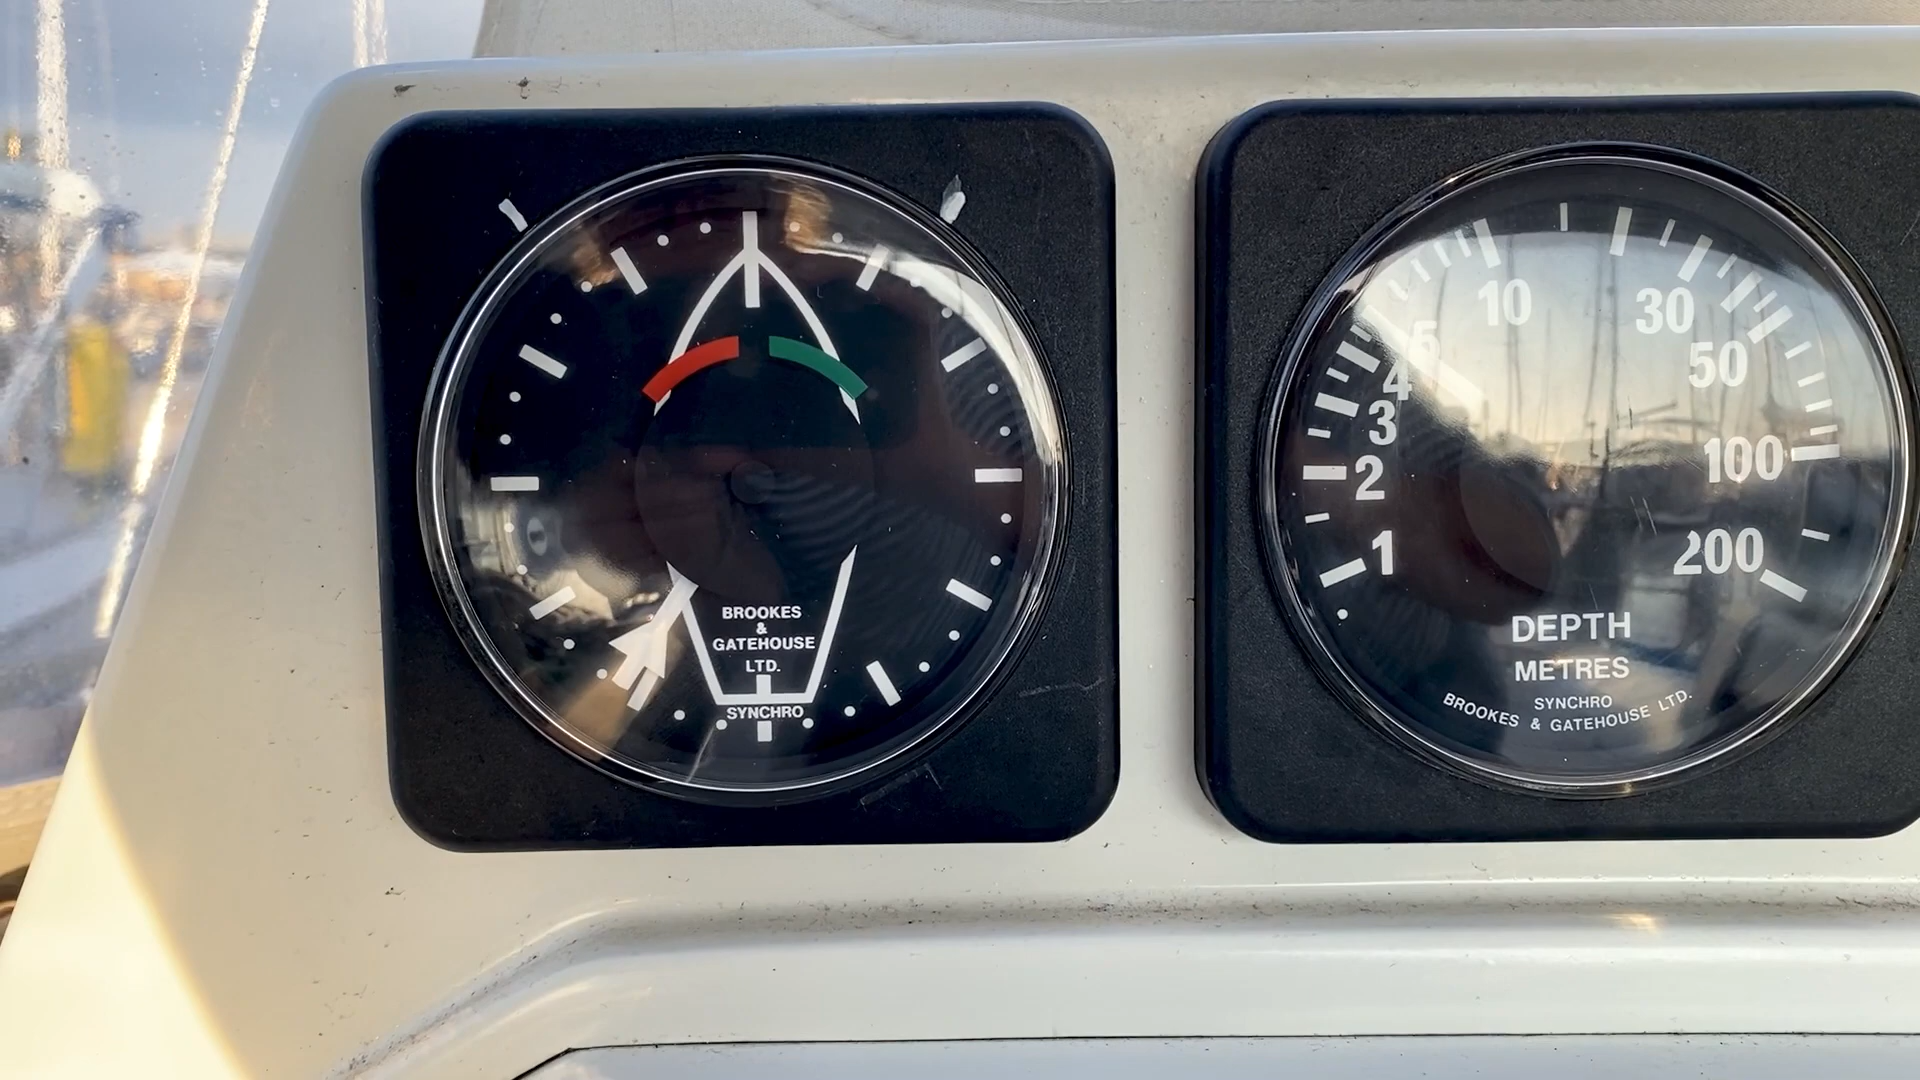 BROOKES
&
GATEHOUSE
LTD.
SYNCHRO
10
30
5
50
4
3
100
2
1
200
DEPTH
METRES
SYNCHRO
BROOKES & GATEHOUSE LTD.